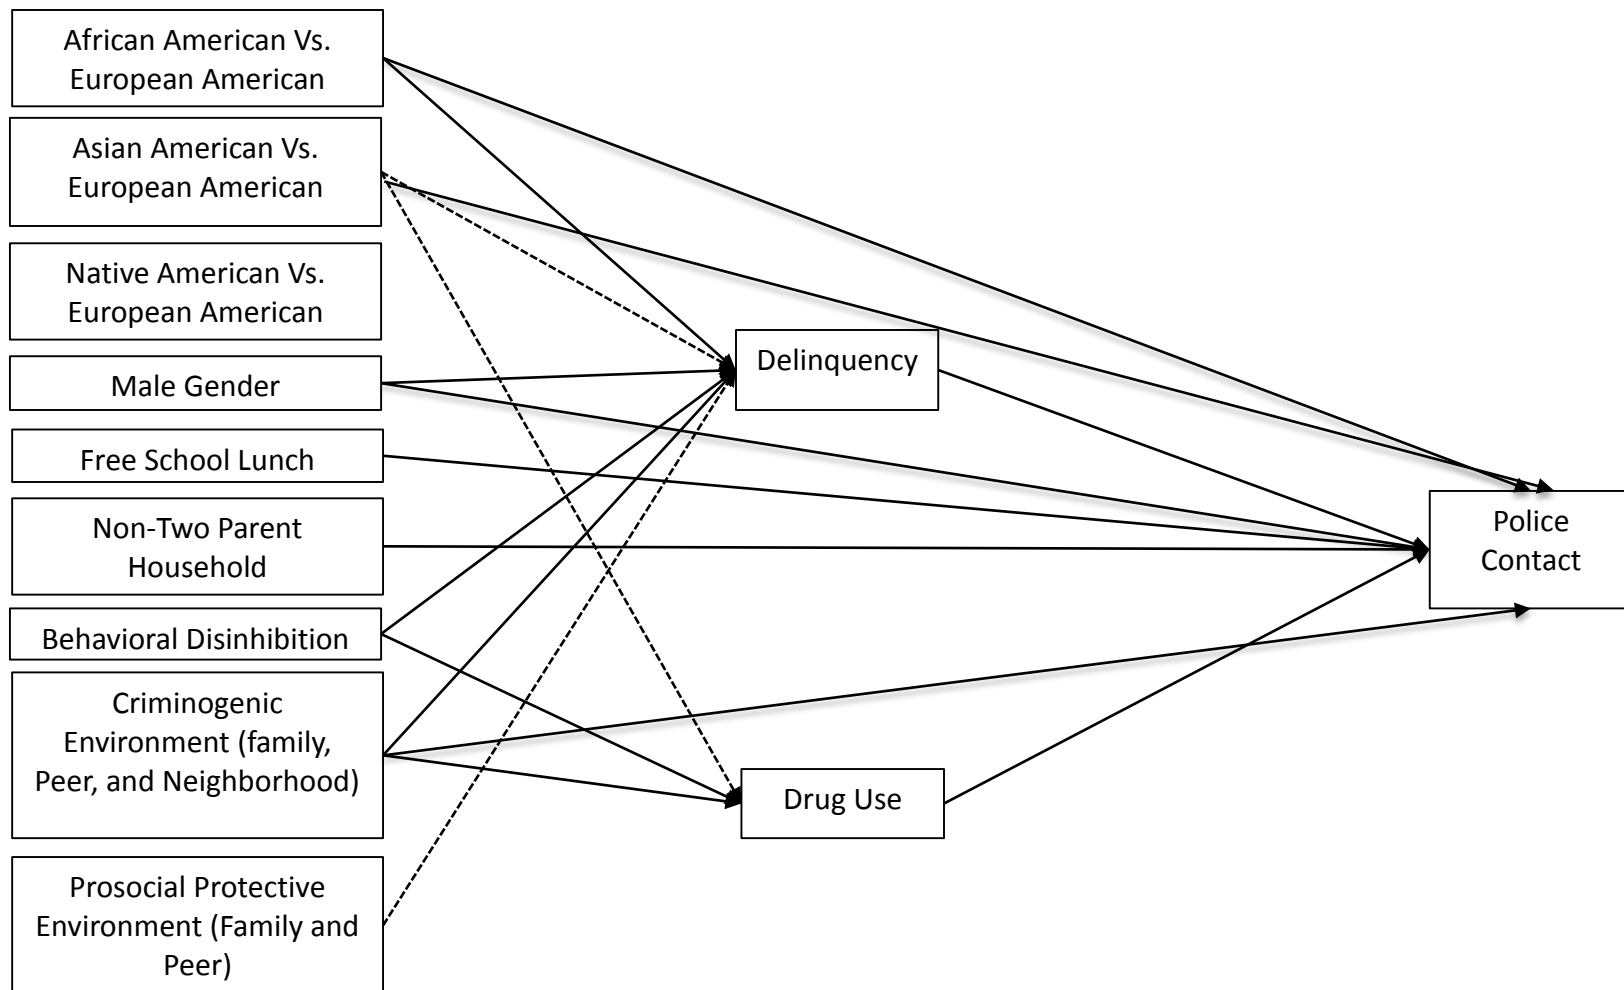 African American Vs.
European American
Asian American Vs.
European American
Native American Vs.
European American
Male Gender
Free School Lunch
Non-Two Parent
Household
Behavioral Disinhibition
Criminogenic
Environment (family,
Peer, and Neighborhood)
Prosocial Protective
Environment (Family and
Peer)
Delinquency
Drug Use
Police
Contact